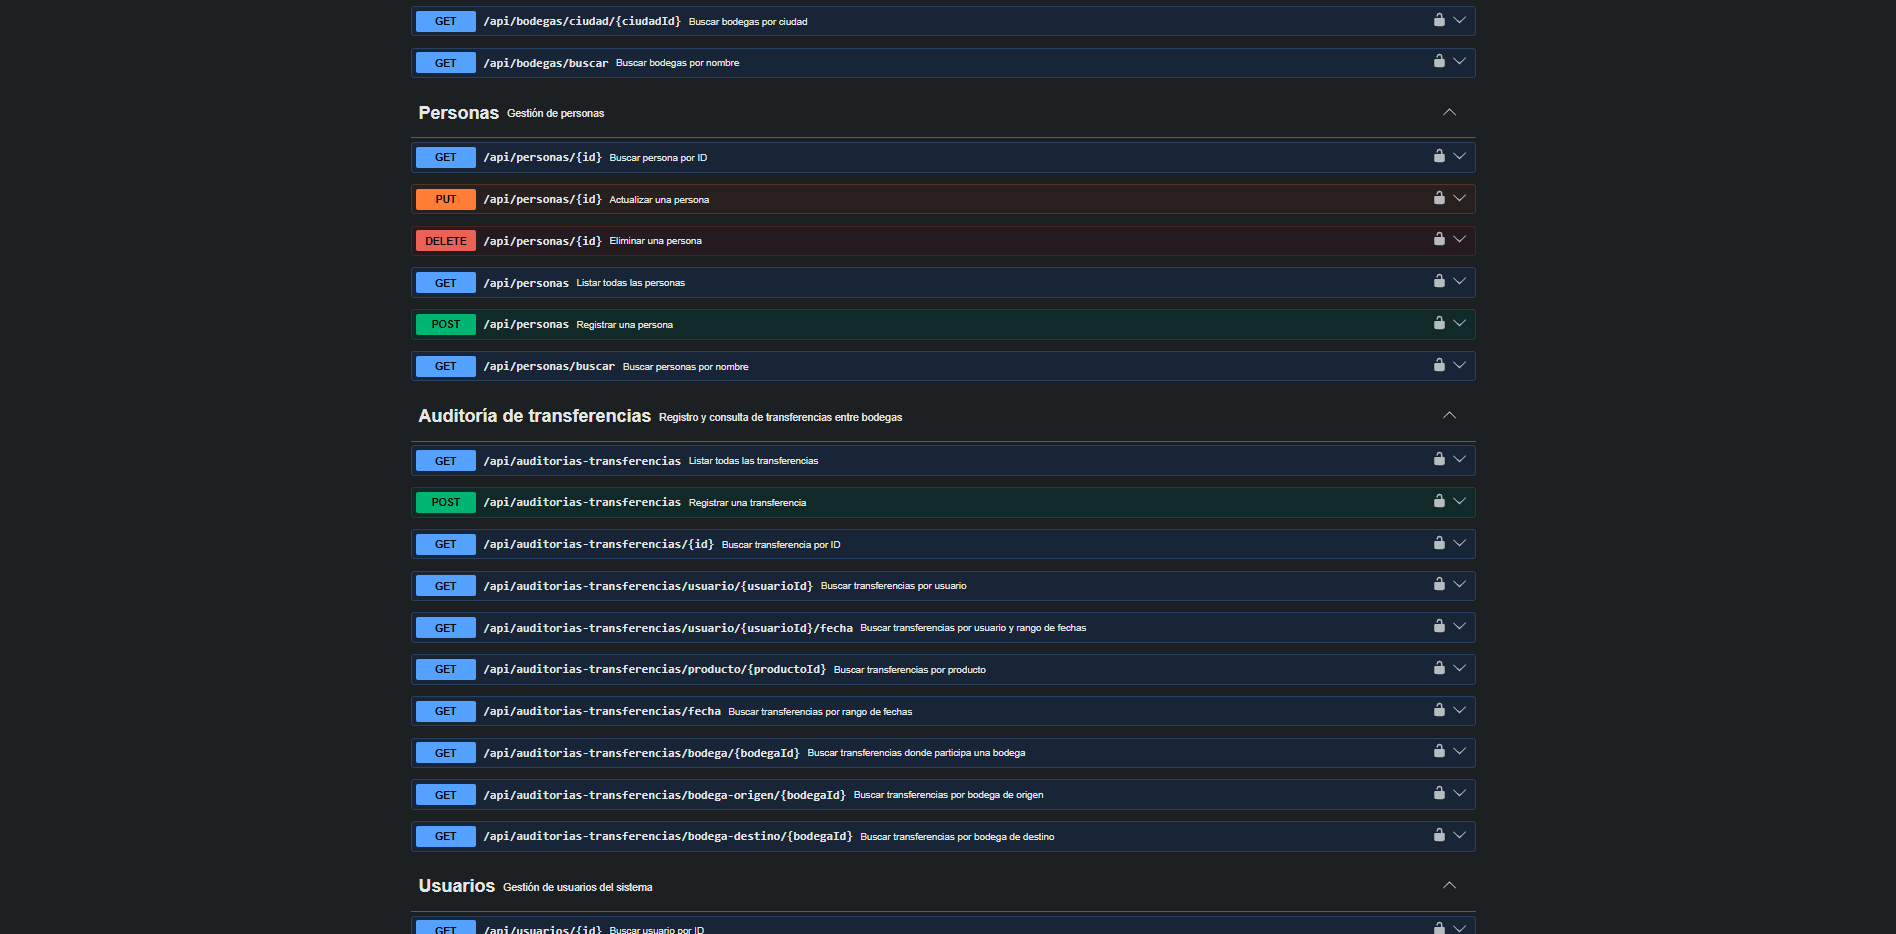 GET /api/bodegas/ciudad/{ciudadId} Buscar bodegas por ciudad
GET /api/bodegas/buscar Buscar bodegas por nombre
Personas Gestión de personas
GET /api/personas/{id} Buscar persona por ID
PUT /api/personas/{id} Actualizar una persona
DELETE /api/personas/{id} Eliminar una persona
GET /api/personas Listar todas las personas
POST /api/personas Registrar una persona
GET /api/personas/buscar Buscar personas por nombre
Auditoría de transferencias Registro y consulta de transferencias entre bodegas
GET /api/auditorias-transferencias Listar todas las transferencias
POST /api/auditorias-transferencias Registrar una transferencia
GET /api/auditorias-transferencias/{id} Buscar transferencia por ID
GET /api/auditorias-transferencias/usuario/{usuarioId} Buscar transferencias por usuario
GET /api/auditorias-transferencias/usuario/{usuarioId}/fecha Buscar transferencias por usuario y rango de fechas
GET /api/auditorias-transferencias/producto/{productoId} Buscar transferencias por producto
GET /api/auditorias-transferencias/fecha Buscar transferencias por rango de fechas
GET /api/auditorias-transferencias/bodega/{bodegaId} Buscar transferencias donde participa una bodega
GET /api/auditorias-transferencias/bodega-origen/{bodegaId} Buscar transferencias por bodega de origen
GET /api/auditorias-transferencias/bodega-destino/{bodegaId} Buscar transferencias por bodega de destino
Usuarios Gestión de usuarios del sistema
GET /api/usuarios/{id} Buscar usuario por ID